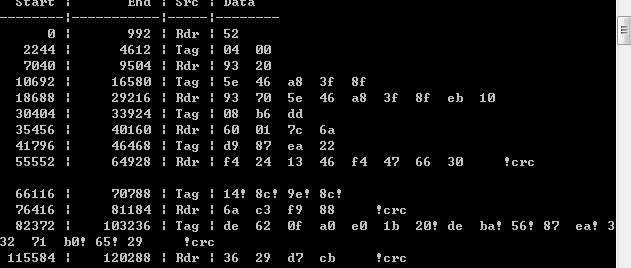 Start | End | Src | Data
---------|---------|-----|--------
0 | 992 | Rdr | 52
2244 | 4612 | Tag | 04 00
7040 | 9504 | Rdr | 93 20
10692 | 16580 | Tag | 5e 46 a8 3f 8f
18688 | 29216 | Rdr | 93 70 5e 46 a8 3f 8f eb 10
30404 | 33924 | Tag | 08 b6 dd
35456 | 40160 | Rdr | 60 01 7c 6a
41796 | 46468 | Tag | d9 87 ea 22
55552 | 64928 | Rdr | f4 24 13 46 f4 47 66 30 !crc
66116 | 70788 | Tag | 14! 8c! 9e! 8c!
76416 | 81184 | Rdr | 6a c3 f9 88 !crc
82372 | 103236 | Tag | de 62 0f a0 e0 1b 20! de ba! 56! 87 ea! 3
32 71 b0! 65! 29 !crc
115584 | 120288 | Rdr | 36 29 d7 cb !crc